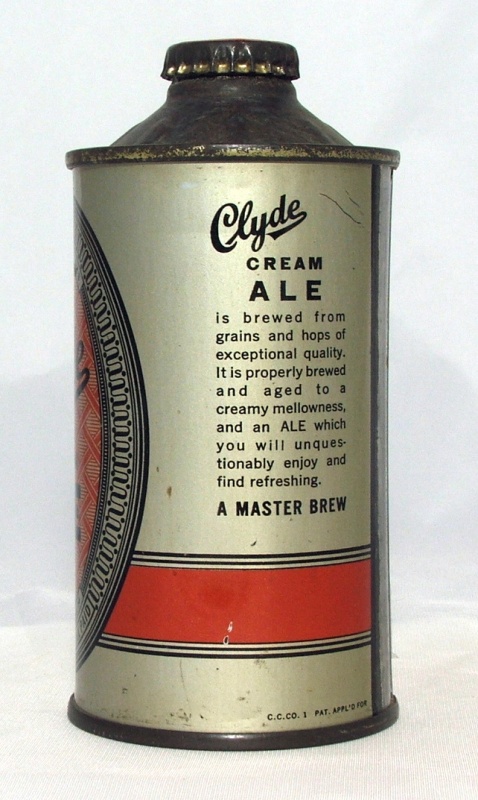 Clyde
CREAM
ALE
is brewed from
grains and hops of
exceptional quality.
It is properly brewed
and aged to a
creamy mellowness,
and an ALE which
you will unques-
tionably enjoy and
find refreshing.
A MASTER BREW
C.C.CO. 1 PAT. APPL'D FOR